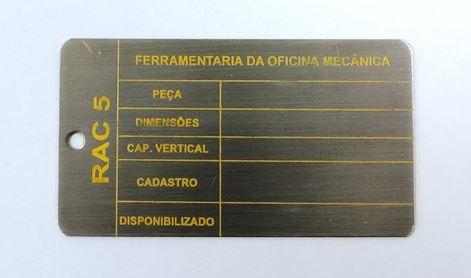 RAC 5
FERRAMENTARIA DA OFICINA MECÂNICA
PEÇA
DIMENSÕES
CAP. VERTICAL
CADASTRO
DISPONIBILIZADO